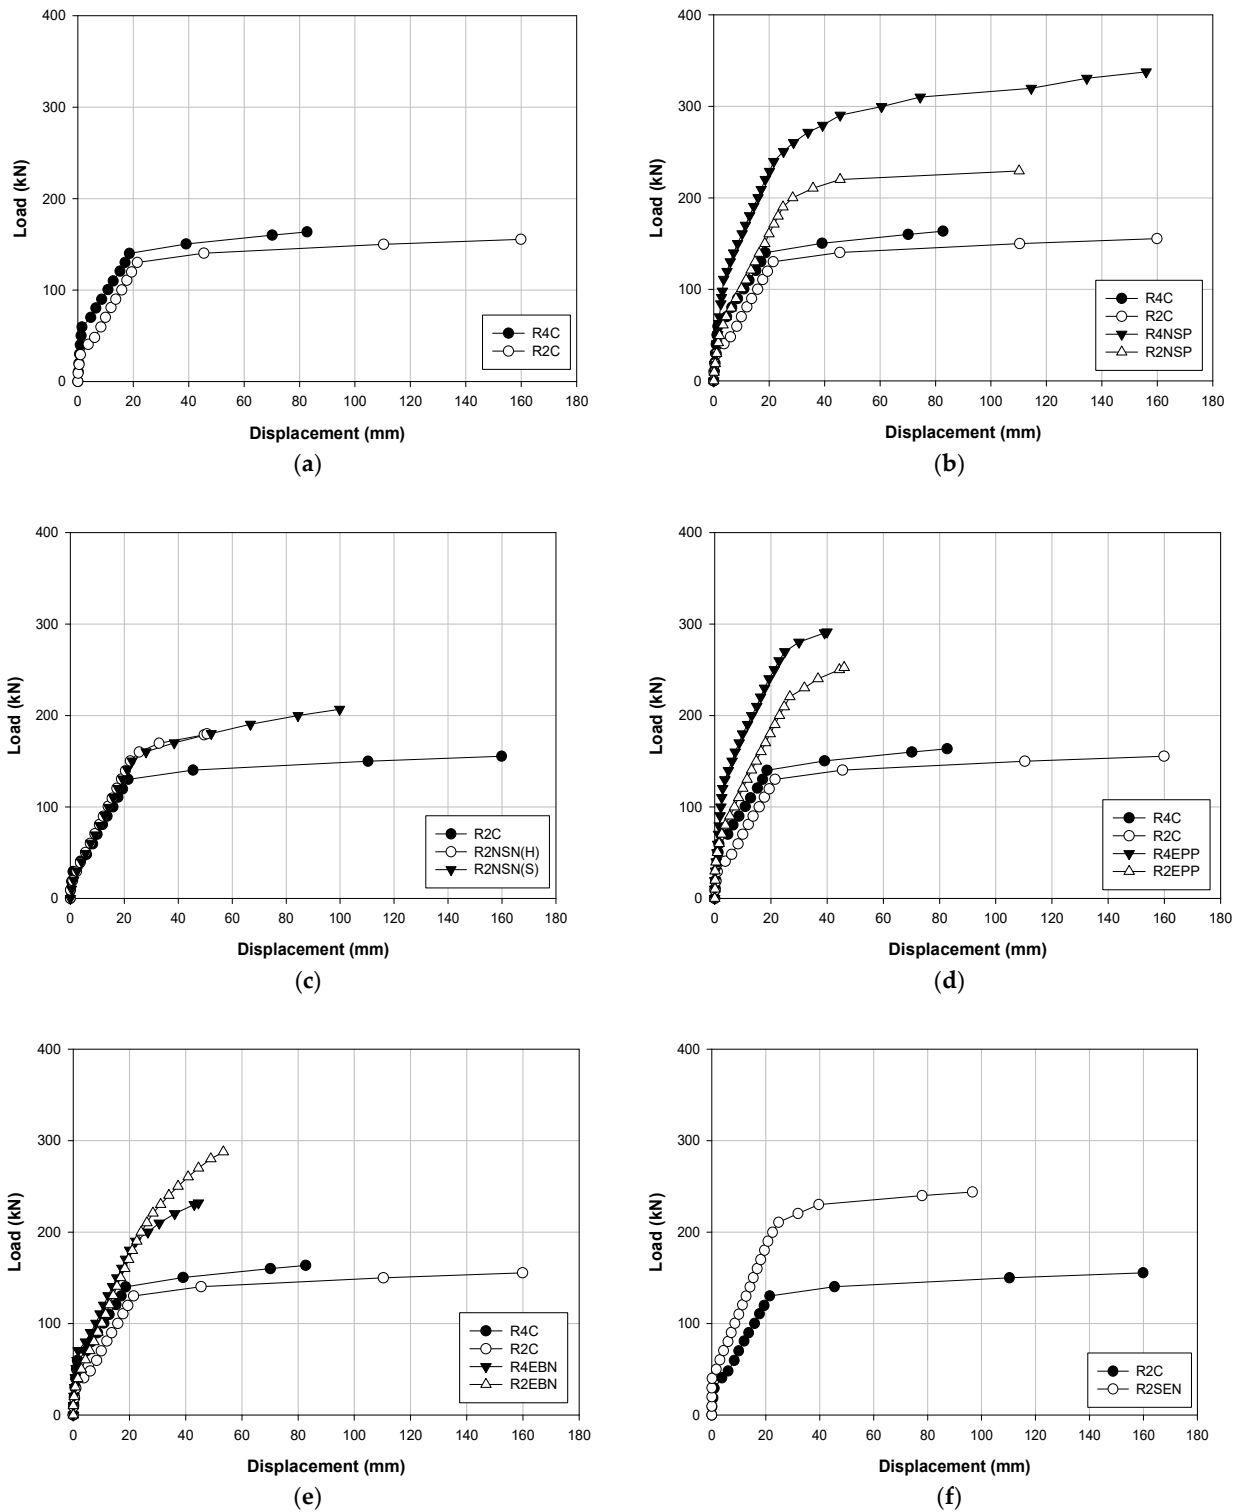 400
300
200
100
0
Load (kN)
R4C
R2C
0 20 40 60 80 100 120 140 160 180
Displacement (mm)
(a)
400
300
200
100
0
Load (kN)
R4C
R2C
R4NSP
R2NSP
0 20 40 60 80 100 120 140 160 180
Displacement (mm)
(b)
400
300
200
100
0
Load (kN)
R2C
R2NSN(H)
R2NSN(S)
0 20 40 60 80 100 120 140 160 180
Displacement (mm)
(c)
400
300
200
100
0
Load (kN)
R4C
R2C
R4EPP
R2EPP
0 20 40 60 80 100 120 140 160 180
Displacement (mm)
(d)
400
300
200
100
0
Load (kN)
R4C
R2C
R4EBN
R2EBN
0 20 40 60 80 100 120 140 160 180
Displacement (mm)
(e)
400
300
200
100
0
Load (kN)
R2C
R2SEN
0 20 40 60 80 100 120 140 160 180
Displacement (mm)
(f)